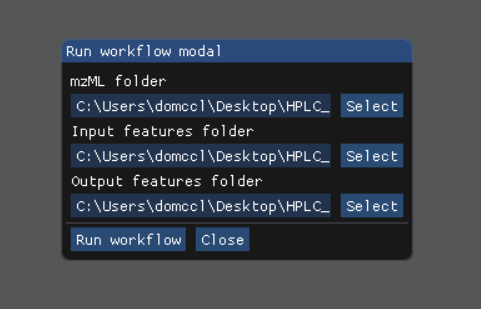 Run workflow modal
mzML folder
C:\Users\domccl\Desktop\HPLC_ Select
Input features folder
C:\Users\domccl\Desktop\HPLC_ Select
Output features folder
C:\Users\domccl\Desktop\HPLC_ Select
Run workflow Close